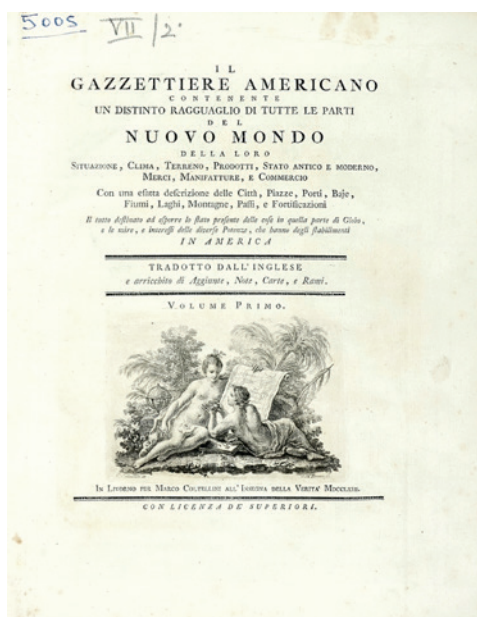 5005 VII/2°
IL
GAZZETTIERE AMERICANO
CONTENENTE
UN DISTINTO RAGGUAGLIO DI TUTTE LE PARTI
DEL
NUOVO MONDO
DELLA LORO
SITUAZIONE, CLIMA, TERRENO, PRODOTTI, STATO ANTICO E MODERNO,
MERCI, MANIFATTURE, E COMMERCIO
Con una esatta descrizione delle Città, Piazze, Porti, Baje,
Fiumi, Laghi, Montagne, Passi, e Fortificazioni
Il tutto destinato ad esporre lo stato presente delle cose in quella parte di Globo,
e le mire, e interessi delle diverse Potenze, che hanno degli stabilimenti
IN AMERICA
TRADOTTO DALL'INGLESE
e arricchito di Aggiunte, Note, Carte, e Rami.
VOLUME PRIMO.
IN LIVORNO PER MARCO COLTELLINI ALL'INSEGNA DELLA VERITA' MDCCLXIII.
CON LICENZA DE SUPERIORI.